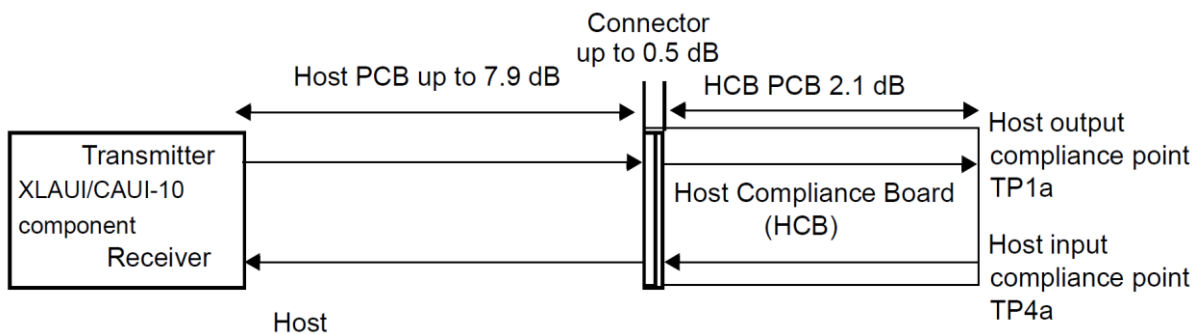 Connector
up to 0.5 dB
Host PCB up to 7.9 dB
HCB PCB 2.1 dB
Transmitter
XLAUI/CAUI-10
component
Receiver
Host Compliance Board
(HCB)
Host output
compliance point
TP1a
Host input
compliance point
TP4a
Host